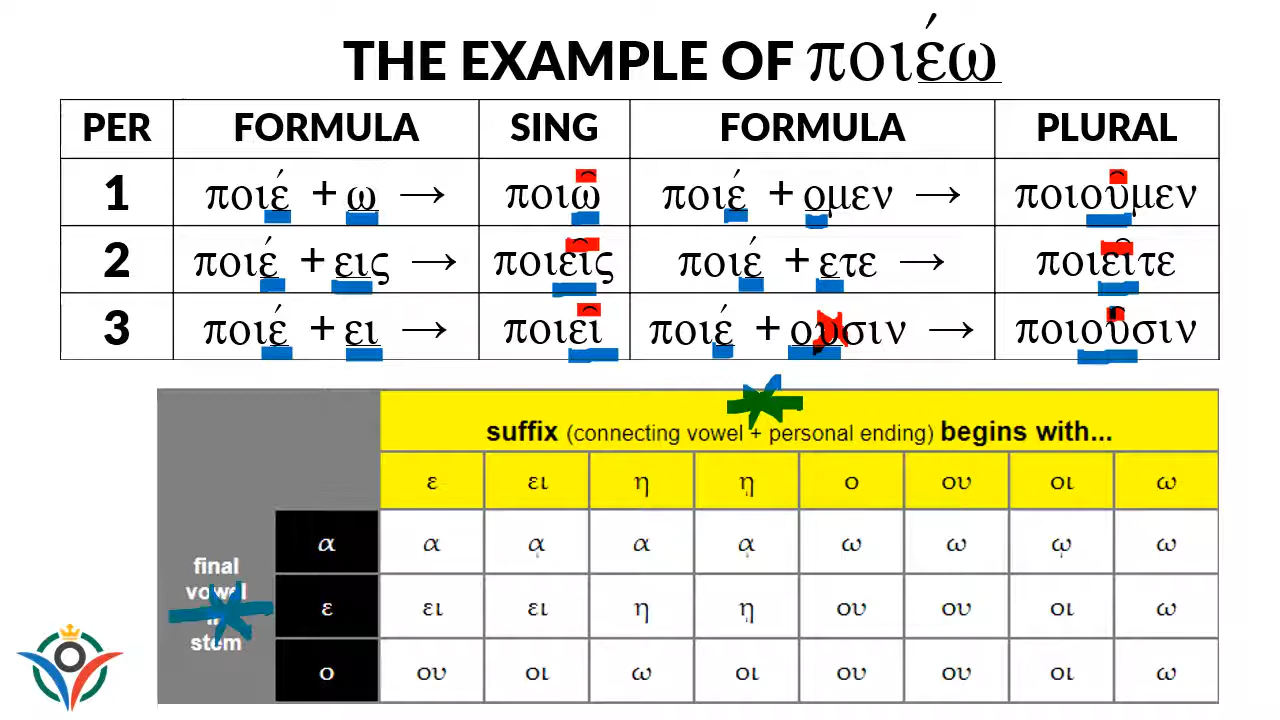 THE EXAMPLE OF ποιέω
PER FORMULA SING FORMULA PLURAL
1 ποιέ + ω → ποιῶ ποιέ + ομεν → ποιοῦμεν
2 ποιέ + εις → ποιεῖς ποιέ + ετε → ποιεῖτε
3 ποιέ + ει → ποιεῖ ποιέ + ουσιν → ποιοῦσιν
suffix (connecting vowel + personal ending) begins with...
ε ει η ῃ ο ου οι ω
α α ᾳ α ᾳ ω ω ῳ ω
final vowel in stem
ε ει ει η ῃ ου ου οι ω
ο ου οι ω οι ου ου οι ω